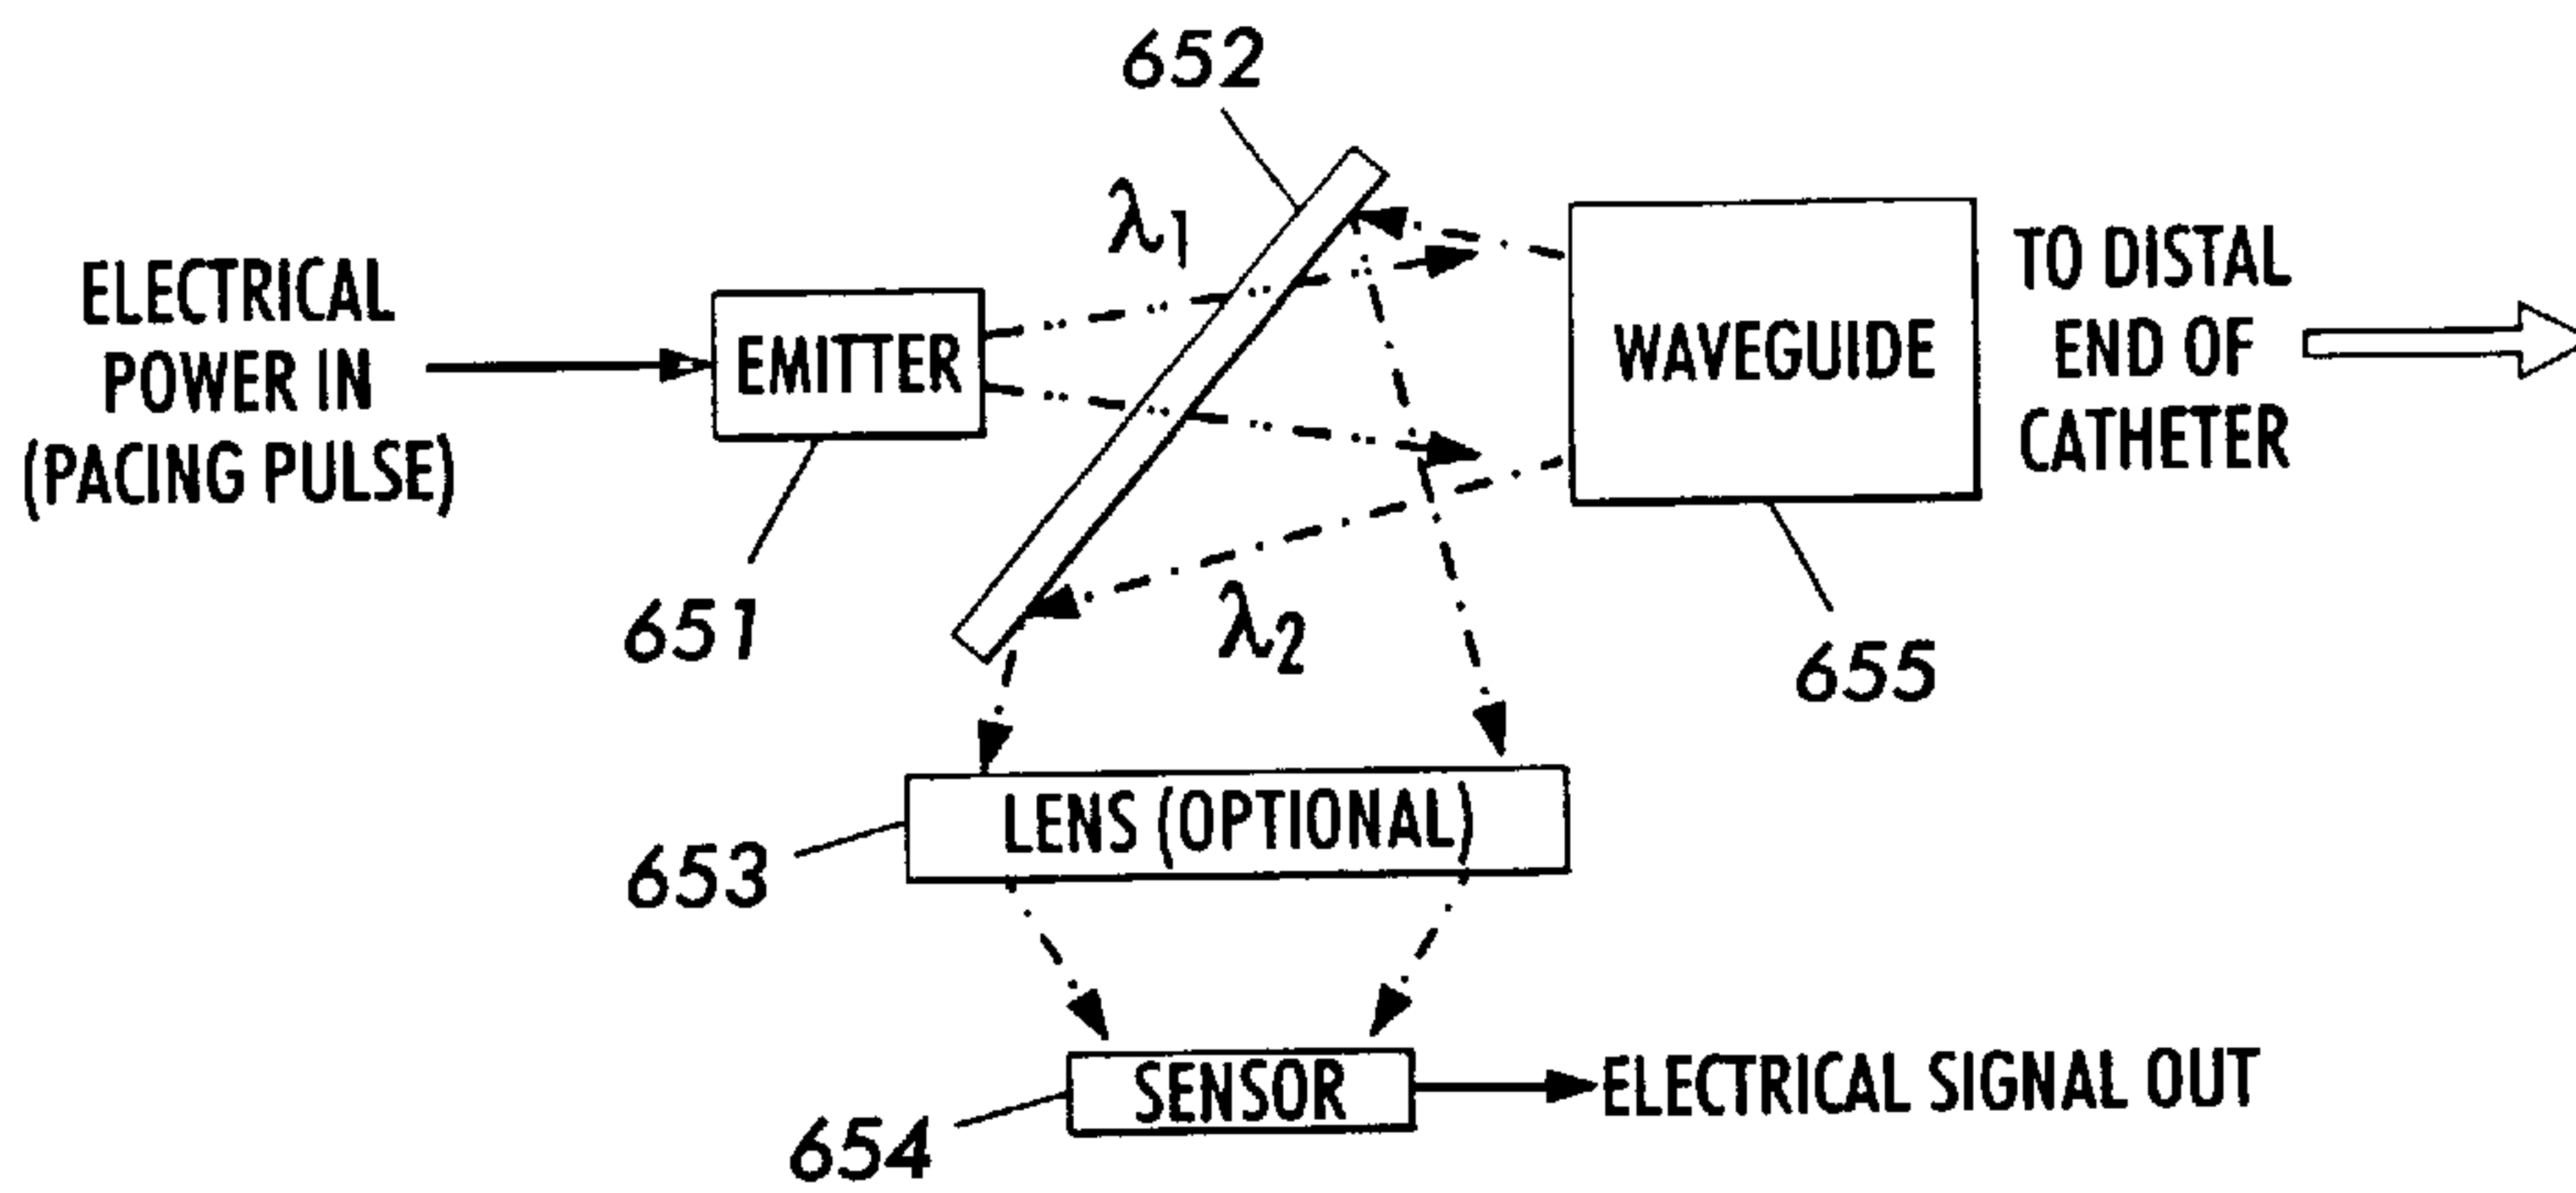 652
λ1
ELECTRICAL
POWER IN
(PACING PULSE)
EMITTER
WAVEGUIDE
TO DISTAL
END OF
CATHETER
651
λ2
655
LENS (OPTIONAL)
653
SENSOR
ELECTRICAL SIGNAL OUT
654